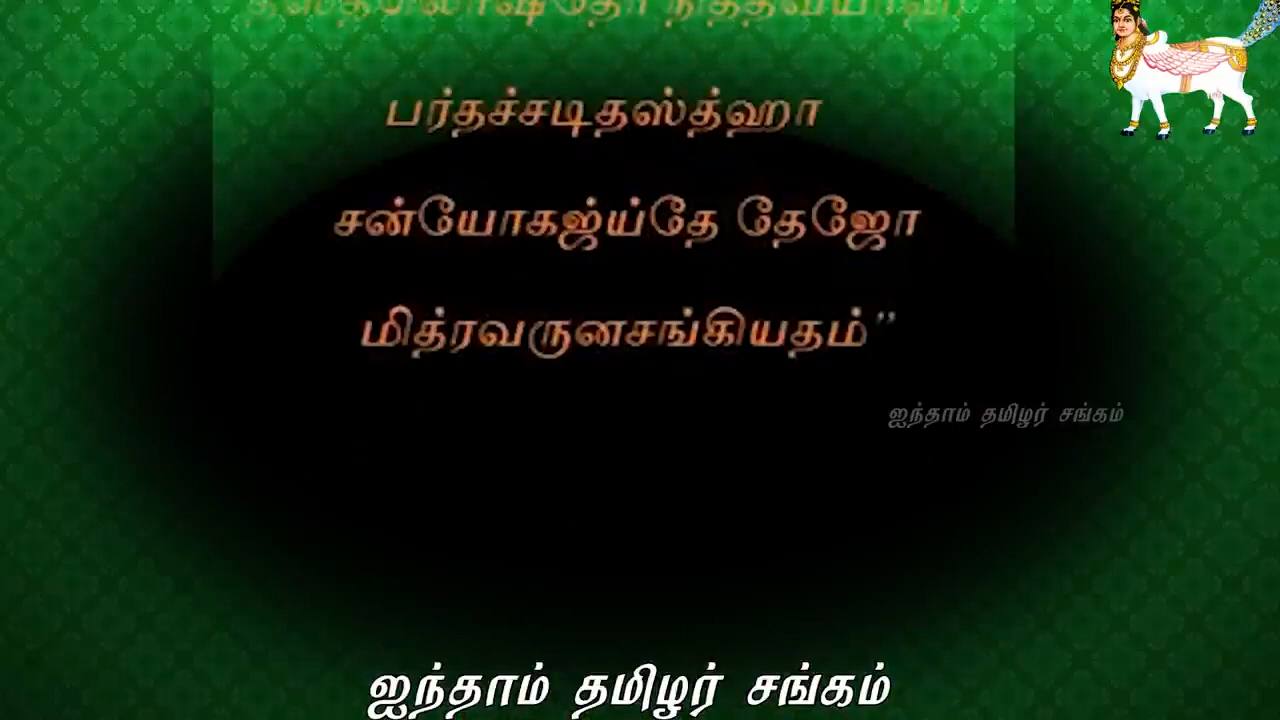 பர்தச்சடிதஸ்த்ஹா
சன்யோகஜ்ய்தே தேஜோ
மித்ரவருனசங்கியதம்”
ஐந்தாம் தமிழர் சங்கம்
ஐந்தாம் தமிழர் சங்கம்